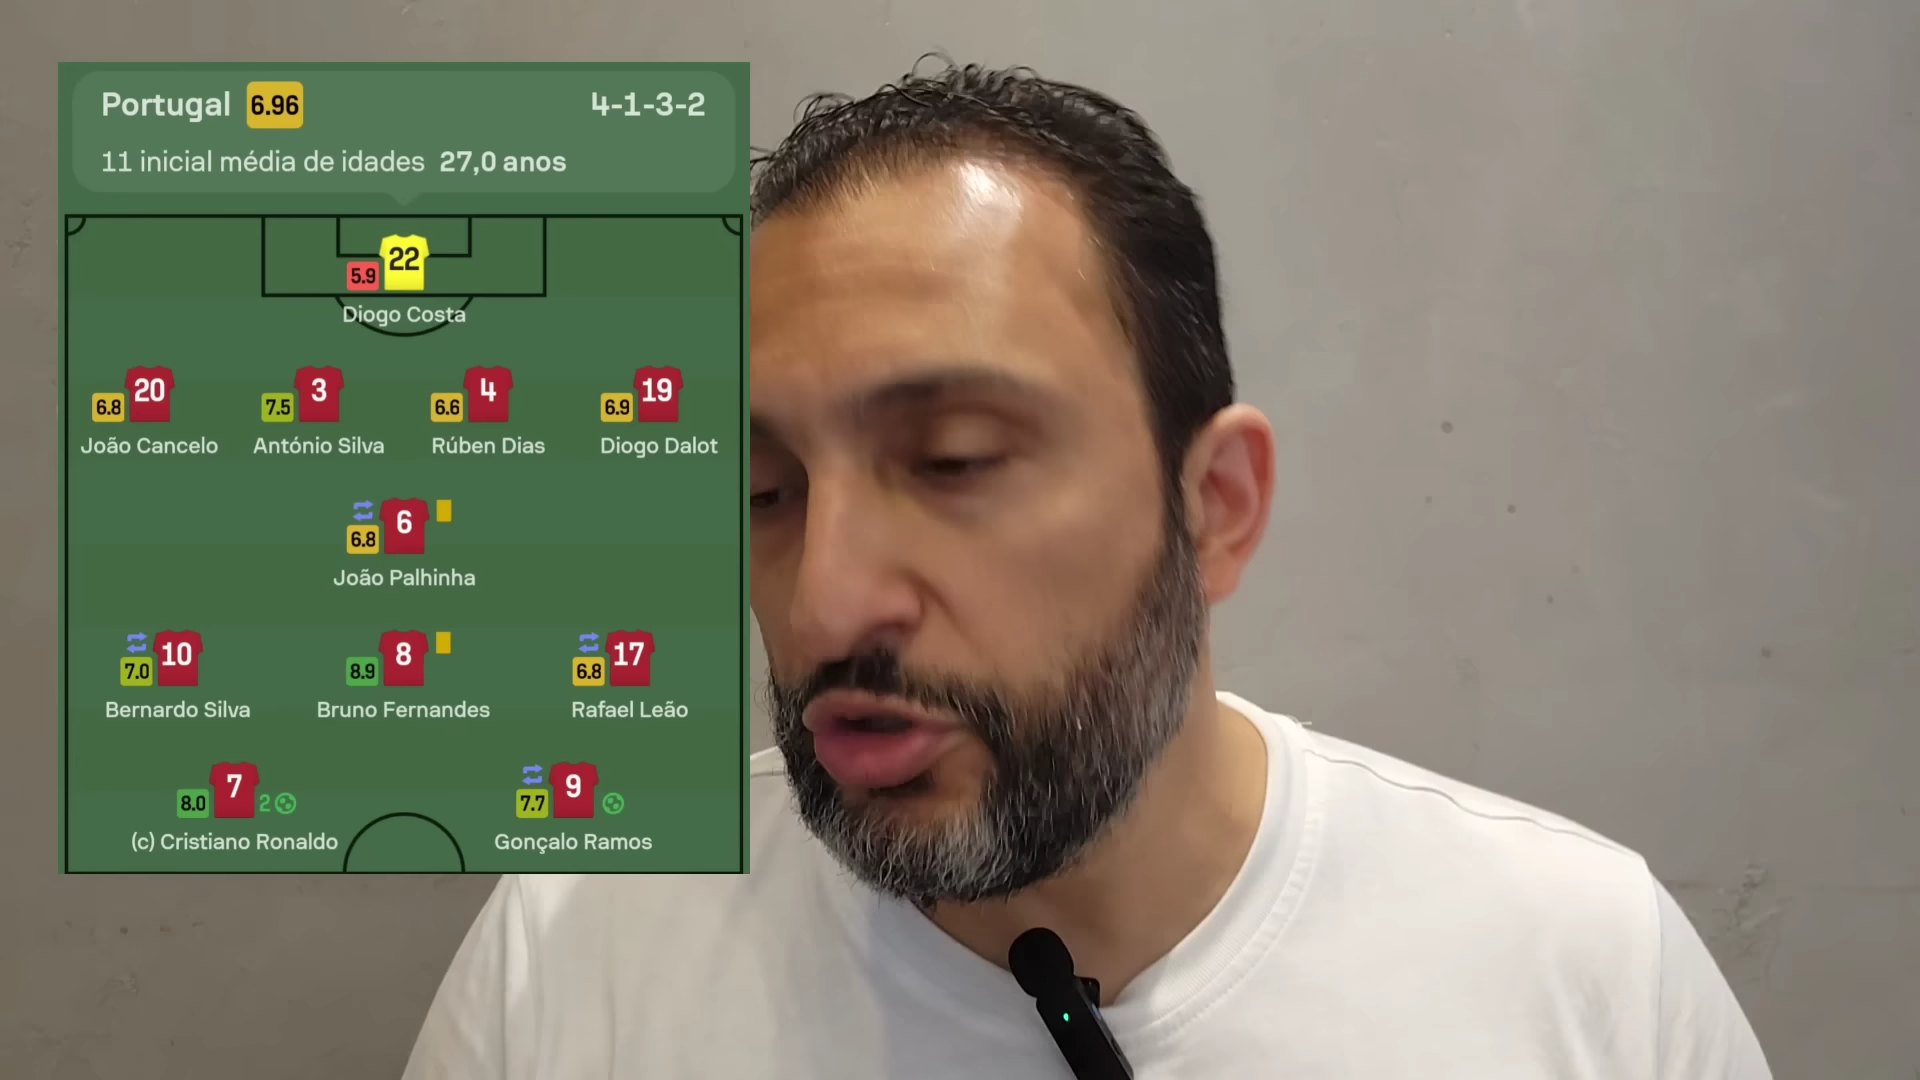 Portugal 6.96 4-1-3-2
11 inicial média de idades 27,0 anos
22
5.9
Diogo Costa
20 3 4 19
6.8 7.5 6.6 6.9
João Cancelo António Silva Rúben Dias Diogo Dalot
6
6.8
João Palhinha
10 8 17
7.0 8.9 6.8
Bernardo Silva Bruno Fernandes Rafael Leão
7 9
8.0 2 7.7
(c) Cristiano Ronaldo Gonçalo Ramos